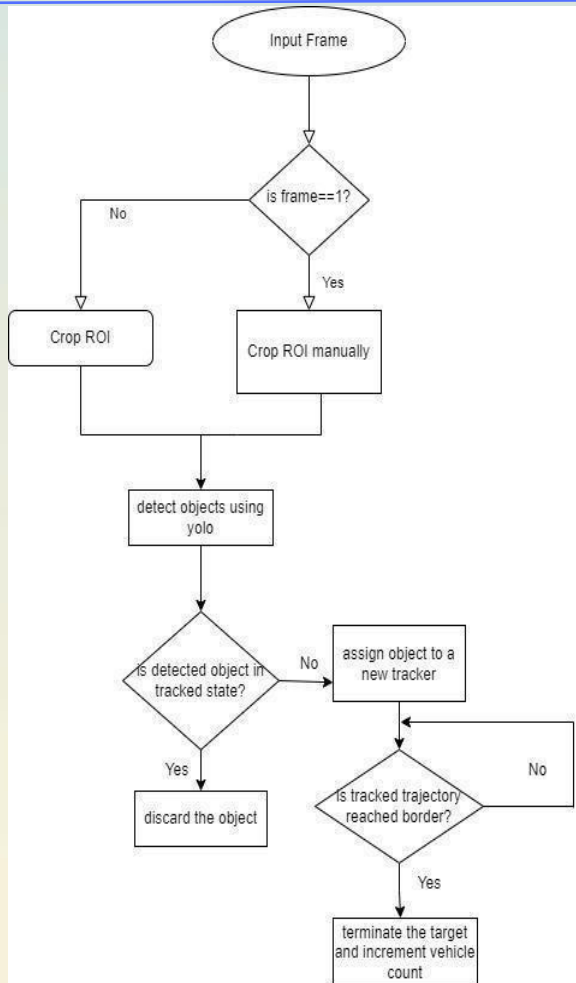 Input Frame
is frame==1?
No
Yes
Crop ROI
Crop ROI manually
detect objects using
yolo
is detected object in
tracked state?
No
assign object to a
new tracker
Yes
discard the object
Is tracked trajectory
reached border?
No
Yes
terminate the target
and increment vehicle
count